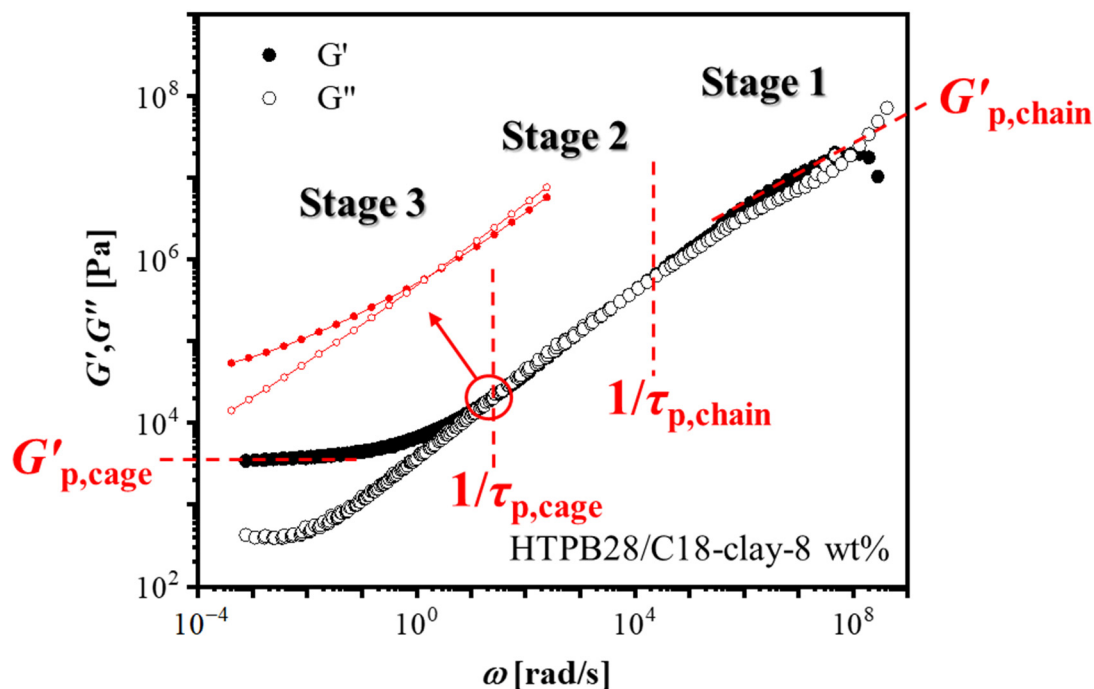 G'
G''
Stage 1
Stage 2
Stage 3
G'p,chain
G'p,cage
1/τp,chain
1/τp,cage
HTPB28/C18-clay-8 wt%
G',G'' [Pa]
10⁸
10⁶
10⁴
10²
10⁻⁴ 10⁰ 10⁴ 10⁸
ω [rad/s]